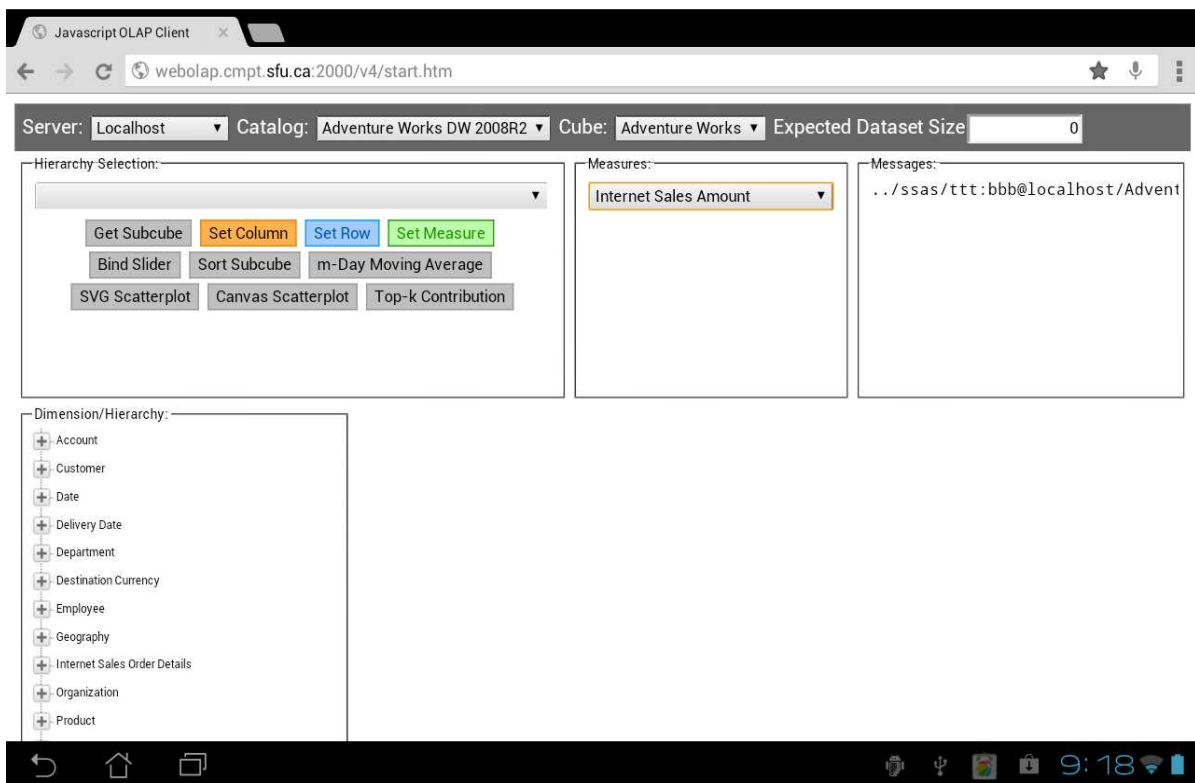 Javascript OLAP Client
webolap.cmpt.sfu.ca:2000/v4/start.htm
Server: Localhost Catalog: Adventure Works DW 2008R2 Cube: Adventure Works Expected Dataset Size 0
Hierarchy Selection: Measures: Messages:
Internet Sales Amount ../ssas/ttt:bbb@localhost/Advent
Get Subcube Set Column Set Row Set Measure
Bind Slider Sort Subcube m-Day Moving Average
SVG Scatterplot Canvas Scatterplot Top-k Contribution
Dimension/Hierarchy:
Account
Customer
Date
Delivery Date
Department
Destination Currency
Employee
Geography
Internet Sales Order Details
Organization
Product
9:18